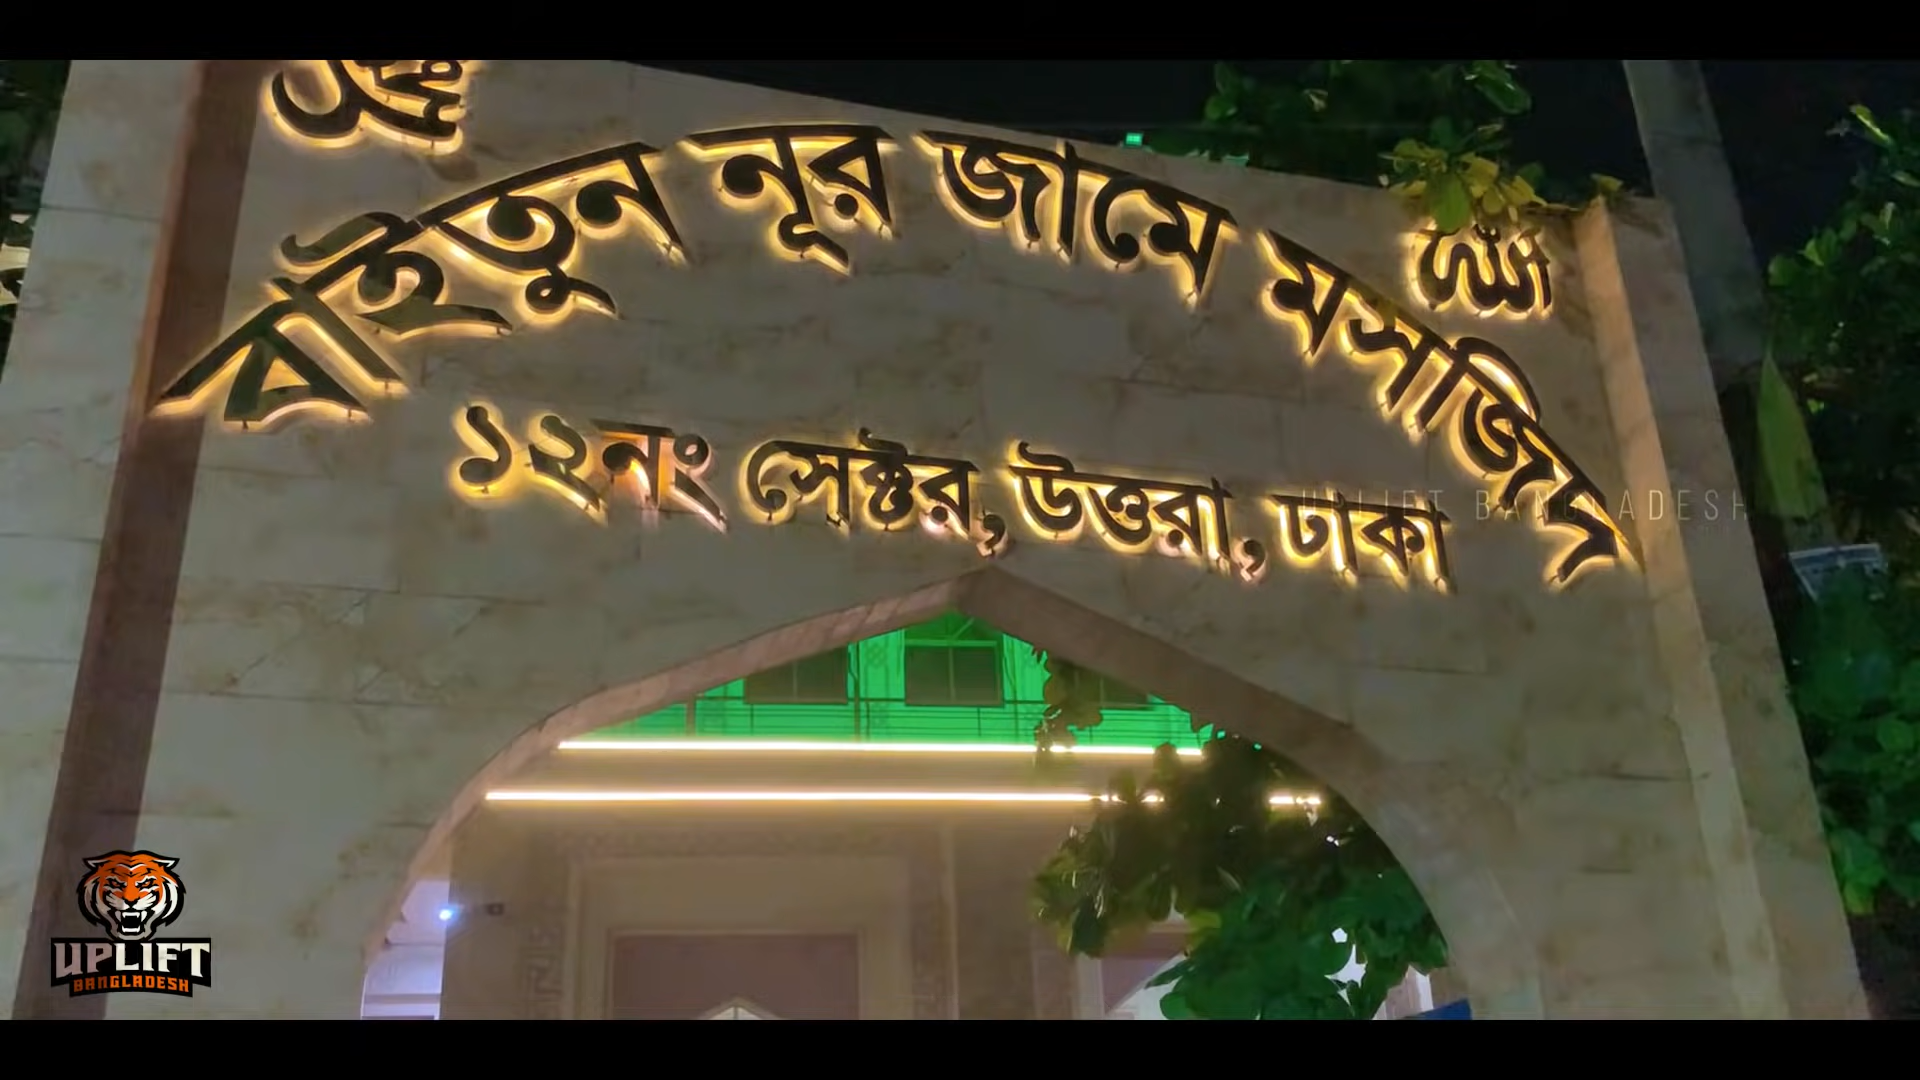 বাইতুন নূর জামে মসজিদ
১২নং সেক্টর, উত্তরা, ঢাকা
UPLIFT BANGLADESH
UPLIFT
BANGLADESH